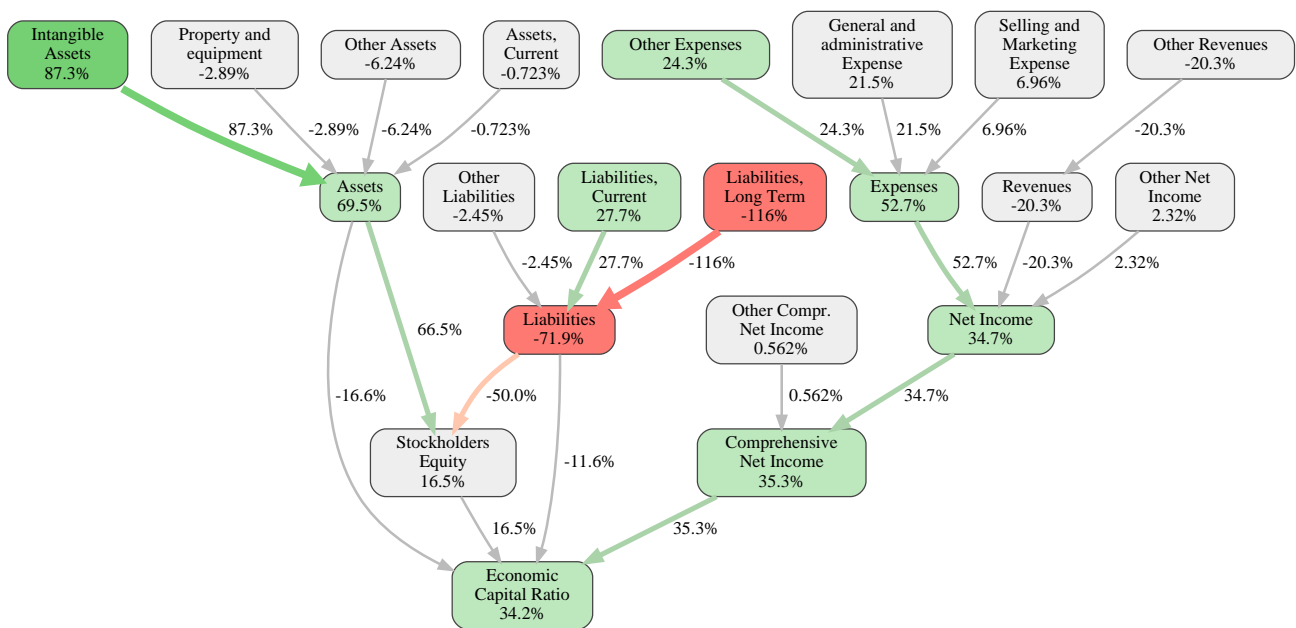 Intangible
Assets
87.3%
Property and
equipment
-2.89%
Other Assets
-6.24%
Assets,
Current
-0.723%
Other Expenses
24.3%
General and
administrative
Expense
21.5%
Selling and
Marketing
Expense
6.96%
Other Revenues
-20.3%
87.3%
-2.89%
-6.24%
-0.723%
24.3%
21.5%
6.96%
-20.3%
Assets
69.5%
Other
Liabilities
-2.45%
Liabilities,
Current
27.7%
Liabilities,
Long Term
-116%
Expenses
52.7%
Revenues
-20.3%
Other Net
Income
2.32%
-2.45%
27.7%
-116%
52.7%
-20.3%
2.32%
66.5%
Liabilities
-71.9%
Other Compr.
Net Income
0.562%
Net Income
34.7%
-16.6%
-50.0%
0.562%
34.7%
Stockholders
Equity
16.5%
-11.6%
Comprehensive
Net Income
35.3%
16.5%
35.3%
Economic
Capital Ratio
34.2%